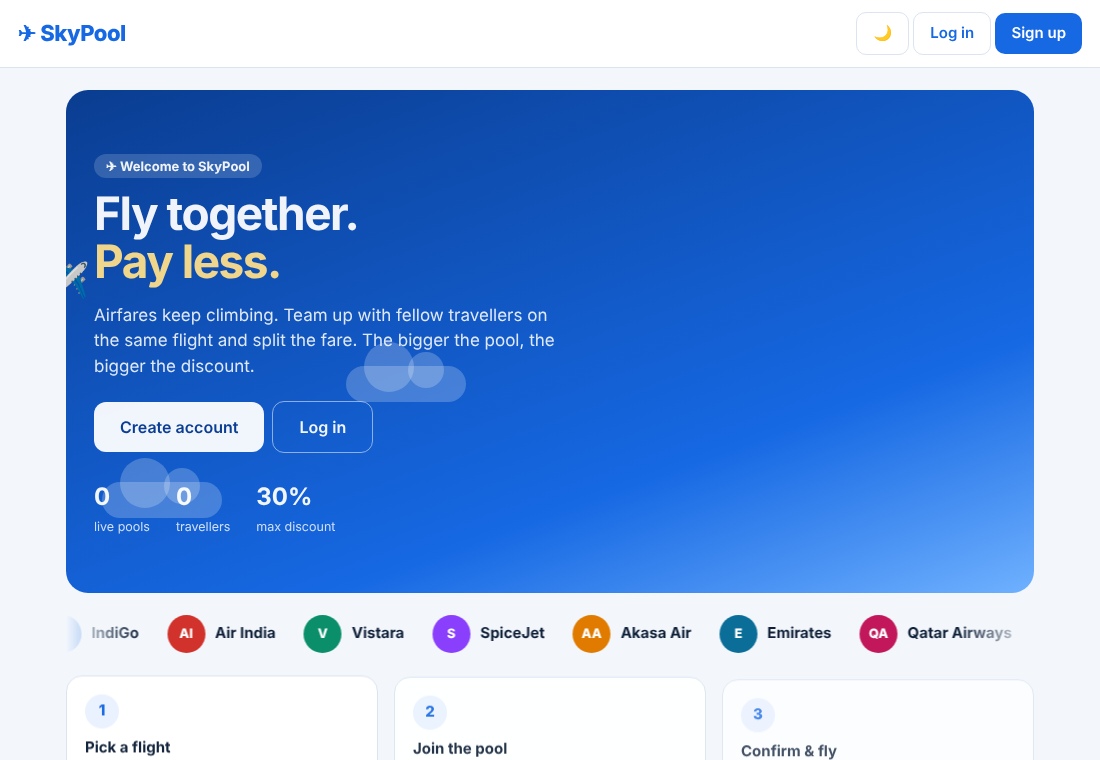 ✈ SkyPool
🌙
Log in
Sign up
✈ Welcome to SkyPool
Fly together.
Pay less.
Airfares keep climbing. Team up with fellow travellers on
the same flight and split the fare. The bigger the pool, the
bigger the discount.
Create account
Log in
0
live pools
0
travellers
30%
max discount
IndiGo
AI
Air India
V
Vistara
S
SpiceJet
AA
Akasa Air
E
Emirates
QA
Qatar Airways
1
Pick a flight
2
Join the pool
3
Confirm & fly